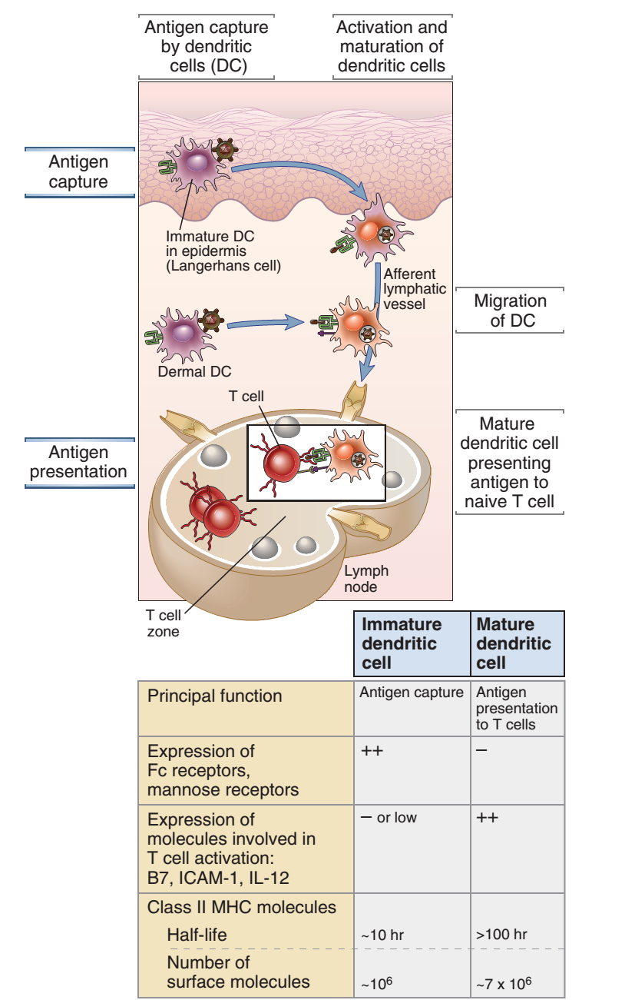 Antigen capture
by dendritic
cells (DC)
Activation and
maturation of
dendritic cells
Antigen
capture
Immature DC
in epidermis
(Langerhans cell)
Afferent
lymphatic
vessel
Migration
of DC
Dermal DC
T cell
Antigen
presentation
Mature
dendritic cell
presenting
antigen to
naive T cell
Lymph
node
T cell
zone
Immature
dendritic
cell
Mature
dendritic
cell
Principal function
Antigen capture
Antigen
presentation
to T cells
Expression of
Fc receptors,
mannose receptors
++
–
Expression of
molecules involved in
T cell activation:
B7, ICAM-1, IL-12
– or low
++
Class II MHC molecules
Half-life
~10 hr
>100 hr
Number of
surface molecules
~10⁶
~7 x 10⁶